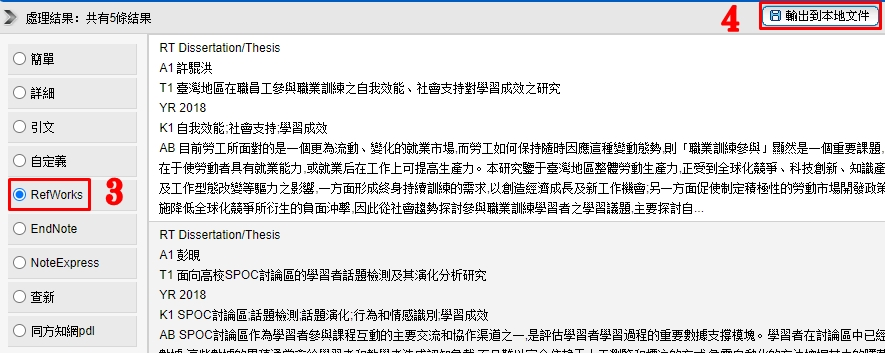 處理結果：共有5條結果
4
輸出到本地文件
簡單
詳細
引文
自定義
RefWorks
3
EndNote
NoteExpress
查新
同方知網pdl
RT Dissertation/Thesis
A1 許騉洪
T1 臺灣地區在職員工參與職業訓練之自我效能、社會支持對學習成效之研究
YR 2018
K1 自我效能;社會支持;學習成效
AB 目前勞工所面對的是一個更為流動、變化的就業市場,而勞工如何保持隨時因應這種變動態勢,則「職業訓練參與」顯然是一個重要課題,
在于使勞動者具有就業能力,或就業后在工作上可提高生產力。本研究鑒于臺灣地區整體勞動生產力,正受到全球化競爭、科技創新、知識產
及工作型態改變等驅力之影響,一方面形成終身持續訓練的需求,以創造經濟成長及新工作機會;另一方面促使制定積極性的勞動市場開發政策
施降低全球化競爭所衍生的負面沖擊,因此從社會趨勢探討參與職業訓練學習者之學習議題,主要探討自...
RT Dissertation/Thesis
A1 彭晛
T1 面向高校SPOC討論區的學習者話題檢測及其演化分析研究
YR 2018
K1 SPOC討論區;話題檢測;話題演化;行為和情感識別;學習成效
AB SPOC討論區作為學習者參與課程互動的主要交流和協作渠道之一,是評估學習者學習過程的重要數據支撐模塊。學習者在討論區中已經